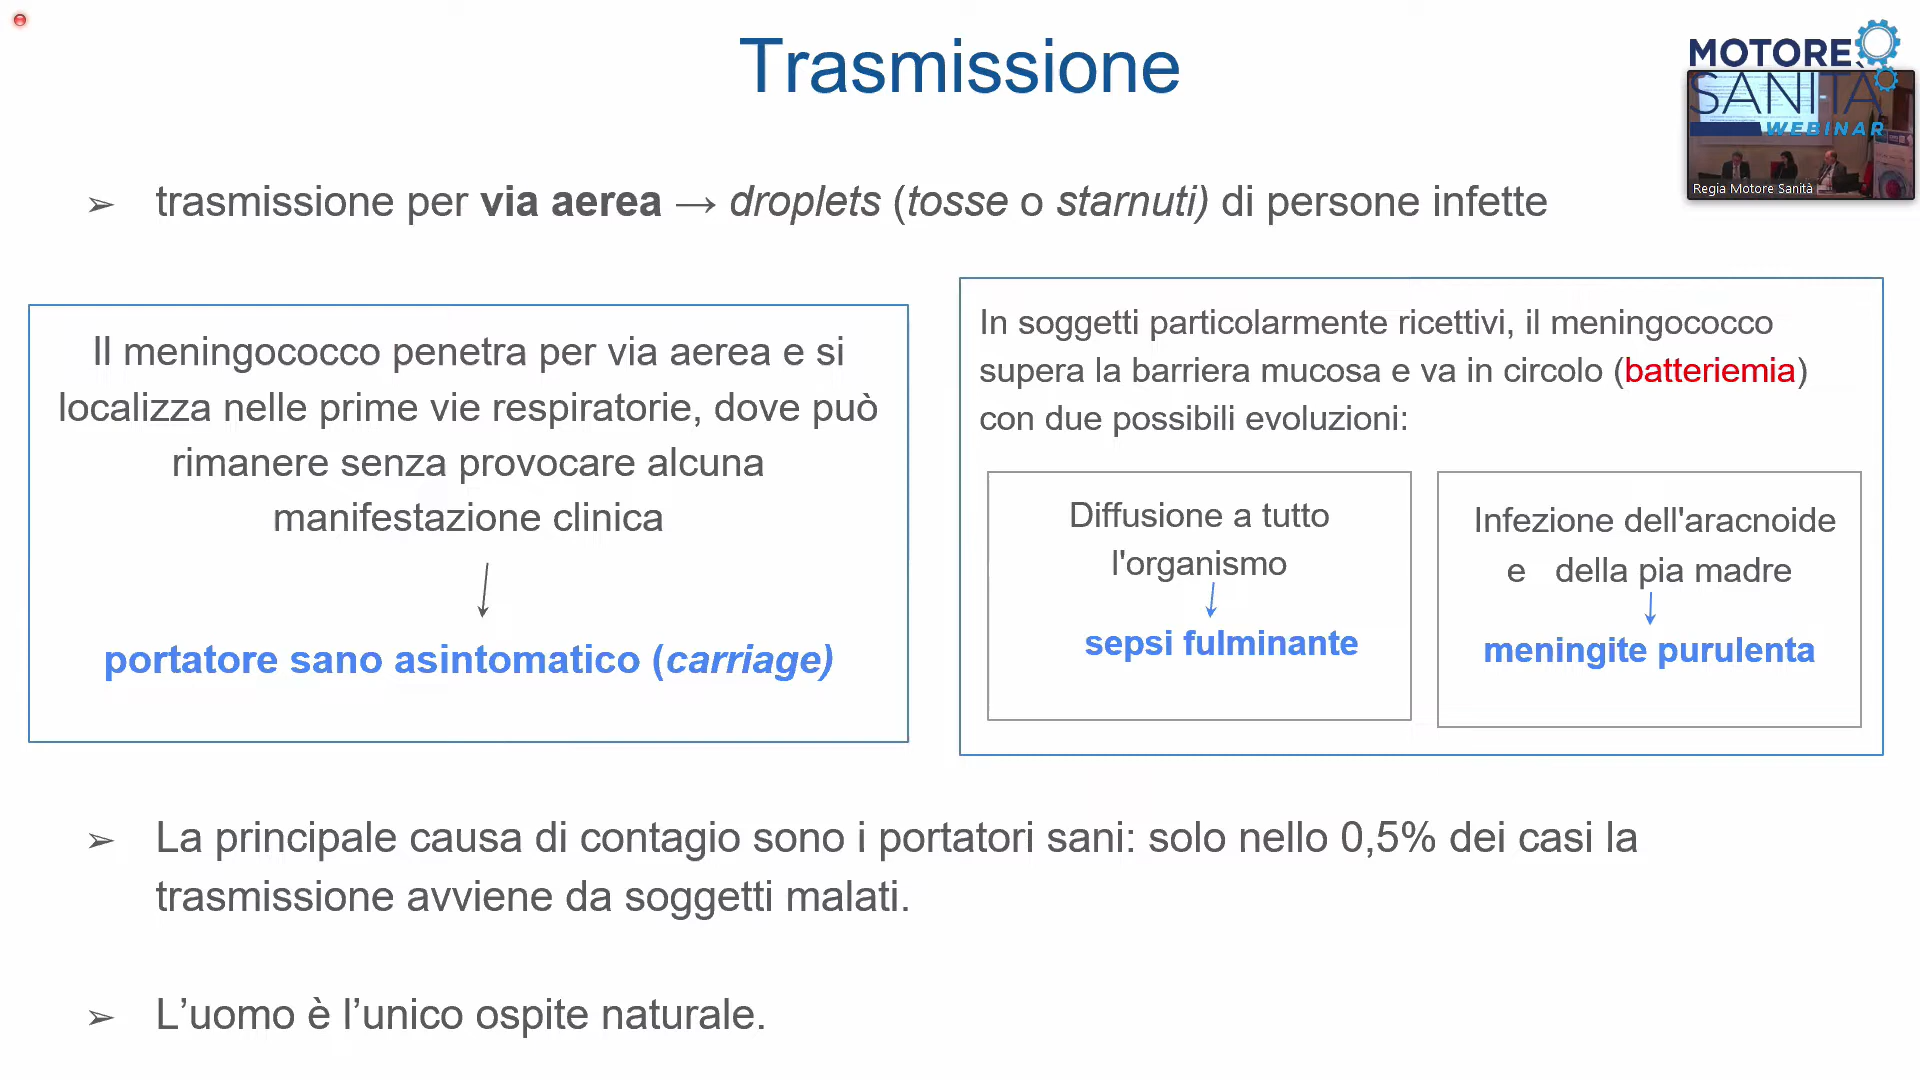 Trasmissione
MOTORE
SANITÀ
WEBINAR
Regia Motore Sanità
➢ trasmissione per via aerea → droplets (tosse o starnuti) di persone infette
Il meningococco penetra per via aerea e si
localizza nelle prime vie respiratorie, dove può
rimanere senza provocare alcuna
manifestazione clinica
portatore sano asintomatico (carriage)
In soggetti particolarmente ricettivi, il meningococco
supera la barriera mucosa e va in circolo (batteriemia)
con due possibili evoluzioni:
Diffusione a tutto
l'organismo
sepsi fulminante
Infezione dell'aracnoide
e della pia madre
meningite purulenta
➢ La principale causa di contagio sono i portatori sani: solo nello 0,5% dei casi la
trasmissione avviene da soggetti malati.
➢ L’uomo è l’unico ospite naturale.